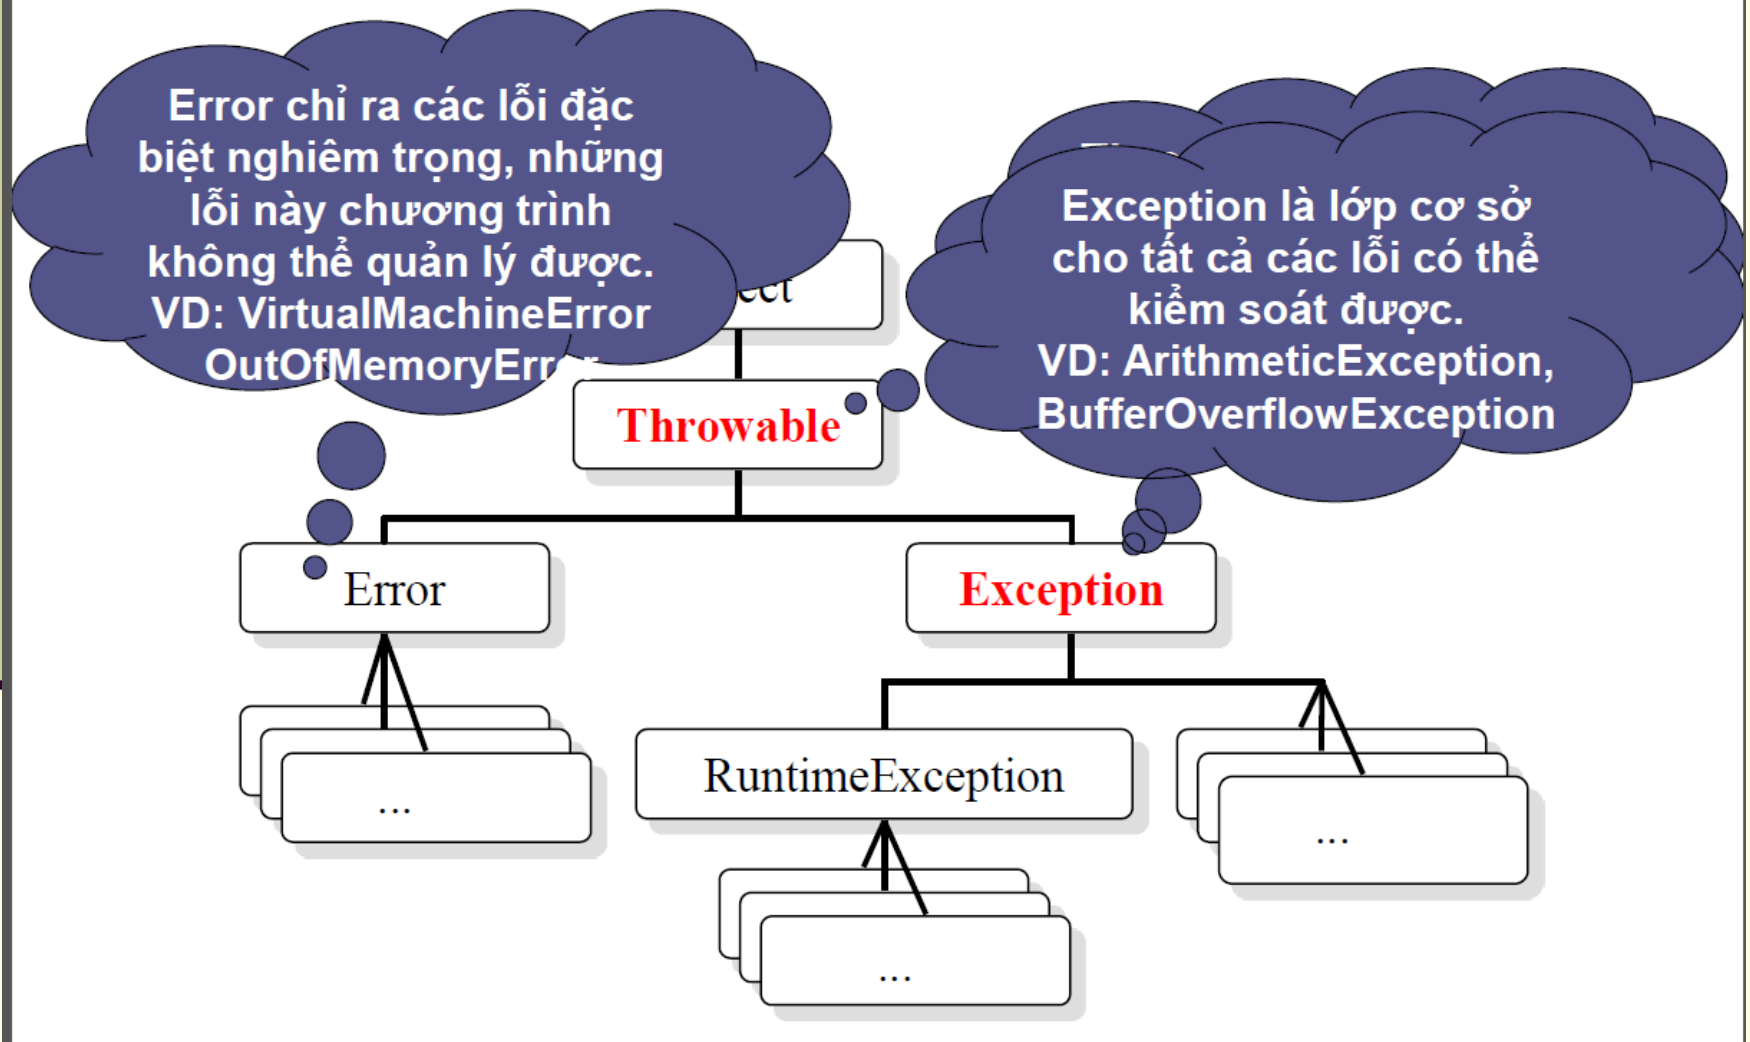 Error chỉ ra các lỗi đặc
biệt nghiêm trọng, những
lỗi này chương trình
không thể quản lý được.
VD: VirtualMachineError
OutOfMemoryError
Exception là lớp cơ sở
cho tất cả các lỗi có thể
kiểm soát được.
VD: ArithmeticException,
BufferOverflowException
ect
Throwable
Error
Exception
...
RuntimeException
...
...